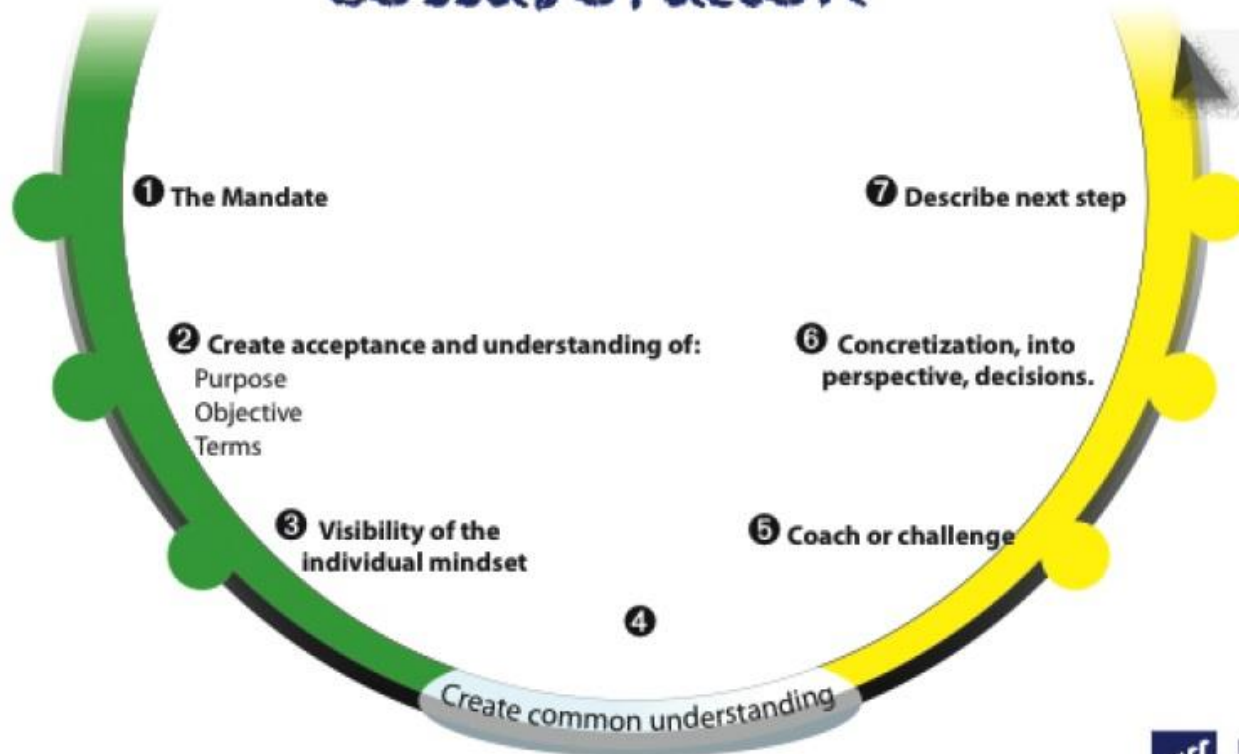 ❶ The Mandate
❷ Create acceptance and understanding of:
Purpose
Objective
Terms
❸ Visibility of the
individual mindset
❹
Create common understanding
❺ Coach or challenge
❻ Concretization, into
perspective, decisions.
❼ Describe next step